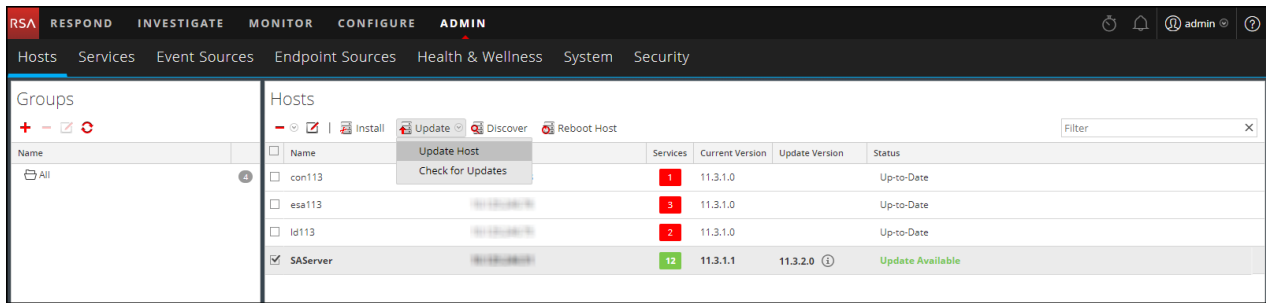 RSA RESPOND INVESTIGATE MONITOR CONFIGURE ADMIN admin
Hosts Services Event Sources Endpoint Sources Health & Wellness System Security
Groups
Name
All 4
Hosts
Install Update Discover Reboot Host Filter
Update Host
Check for Updates
Name Services Current Version Update Version Status
con113 1 11.3.1.0 Up-to-Date
esa113 3 11.3.1.0 Up-to-Date
ld113 2 11.3.1.0 Up-to-Date
SAServer 12 11.3.1.1 11.3.2.0 Update Available